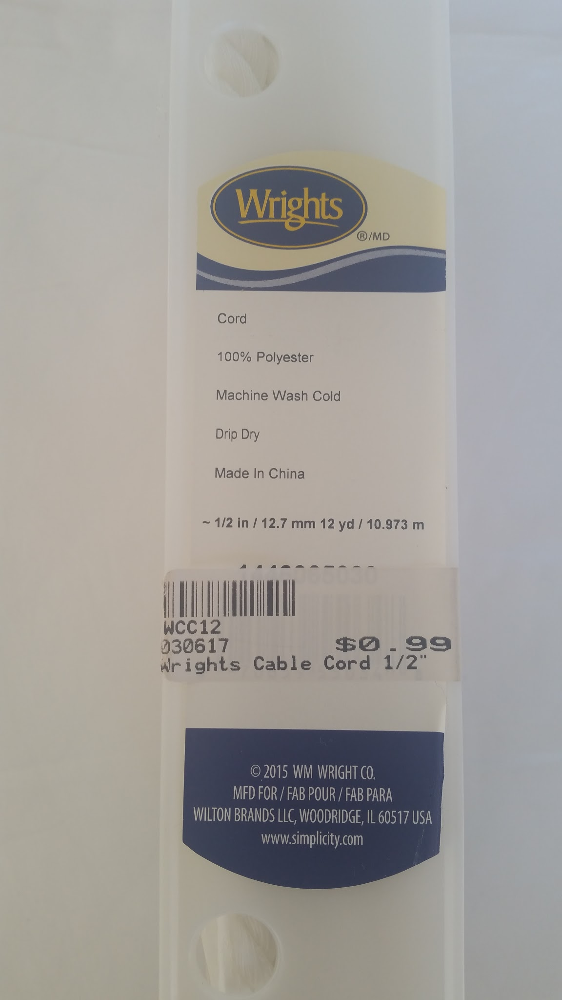 Wrights
®/MD
Cord
100% Polyester
Machine Wash Cold
Drip Dry
Made In China
~ 1/2 in / 12.7 mm 12 yd / 10.973 m
WCC12
030617 $0.99
Wrights Cable Cord 1/2"
© 2015 WM WRIGHT CO.
MFD FOR / FAB POUR / FAB PARA
WILTON BRANDS LLC, WOODRIDGE, IL 60517 USA
www.simplicity.com